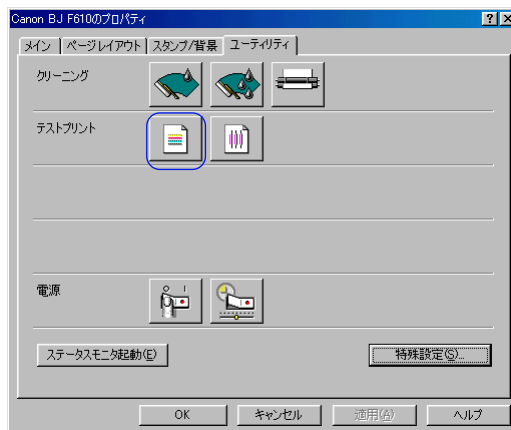 Canon BJ F610のプロパティ
メイン ページレイアウト スタンプ/背景 ユーティリティ
クリーニング
テストプリント
電源
ステータスモニタ起動(E) 特殊設定(S)...
OK キャンセル 適用(A) ヘルプ